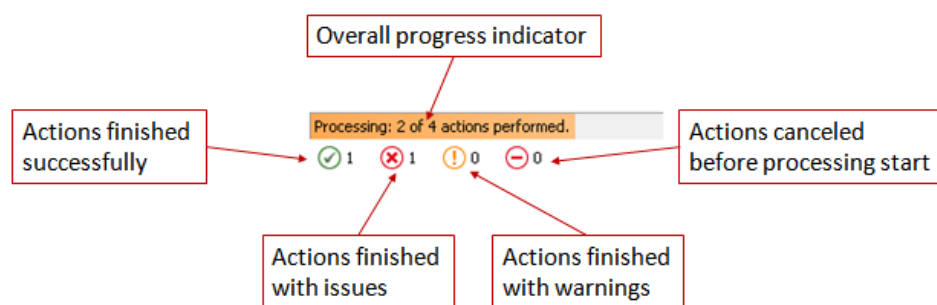 Overall progress indicator
Actions finished
successfully
Processing: 2 of 4 actions performed.
1 1 0 0
Actions canceled
before processing start
Actions finished
with issues
Actions finished
with warnings